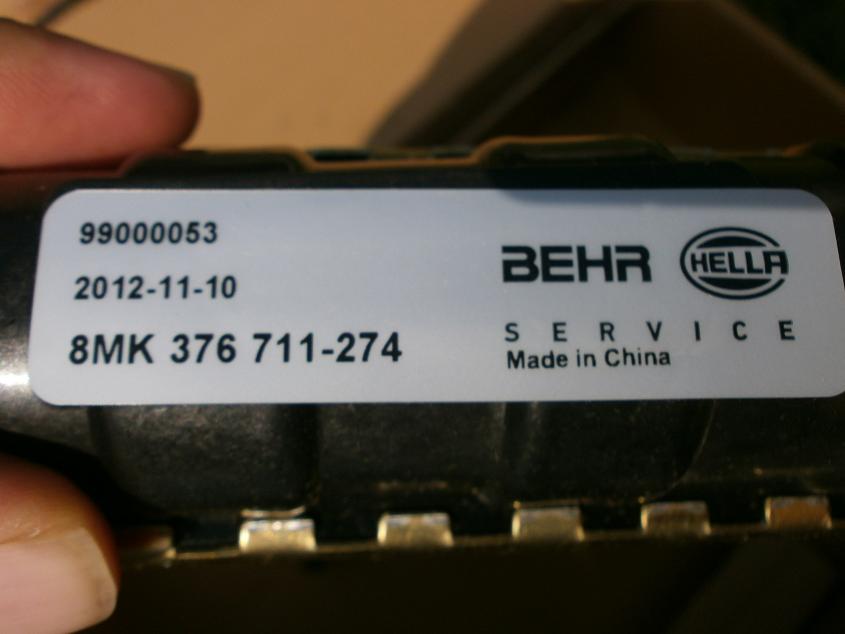 99000053
2012-11-10
8MK 376 711-274
BEHR HELLA
SERVICE
Made in China